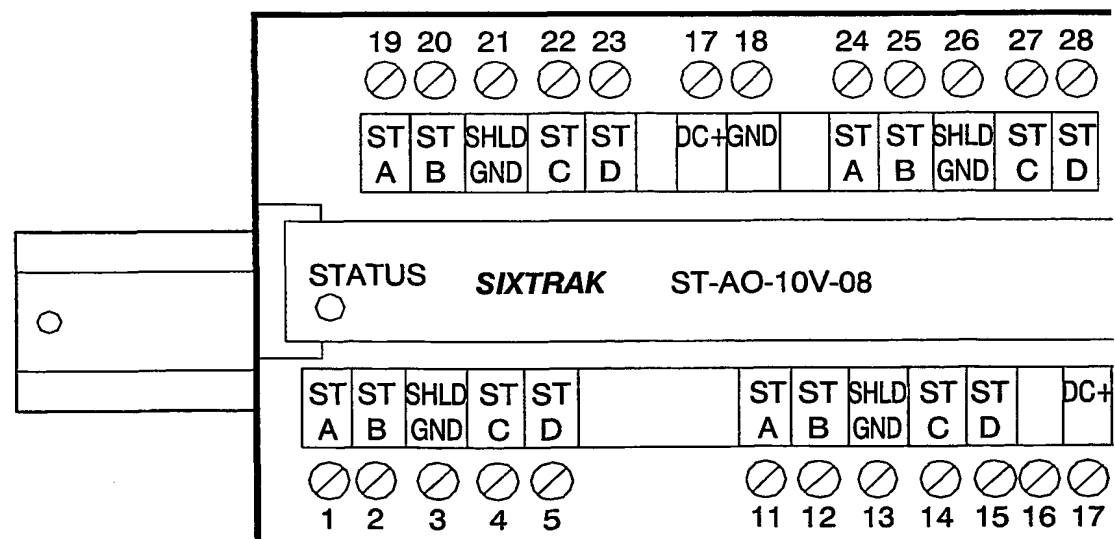 19 20 21 22 23 17 18 24 25 26 27 28
ST ST SHLD ST ST DC+ GND ST ST SHLD ST ST
A B GND C D A B GND C D
STATUS SIXTRAK ST-AO-10V-08
ST ST SHLD ST ST ST ST SHLD ST ST DC+
A B GND C D A B GND C D
1 2 3 4 5 11 12 13 14 15 16 17